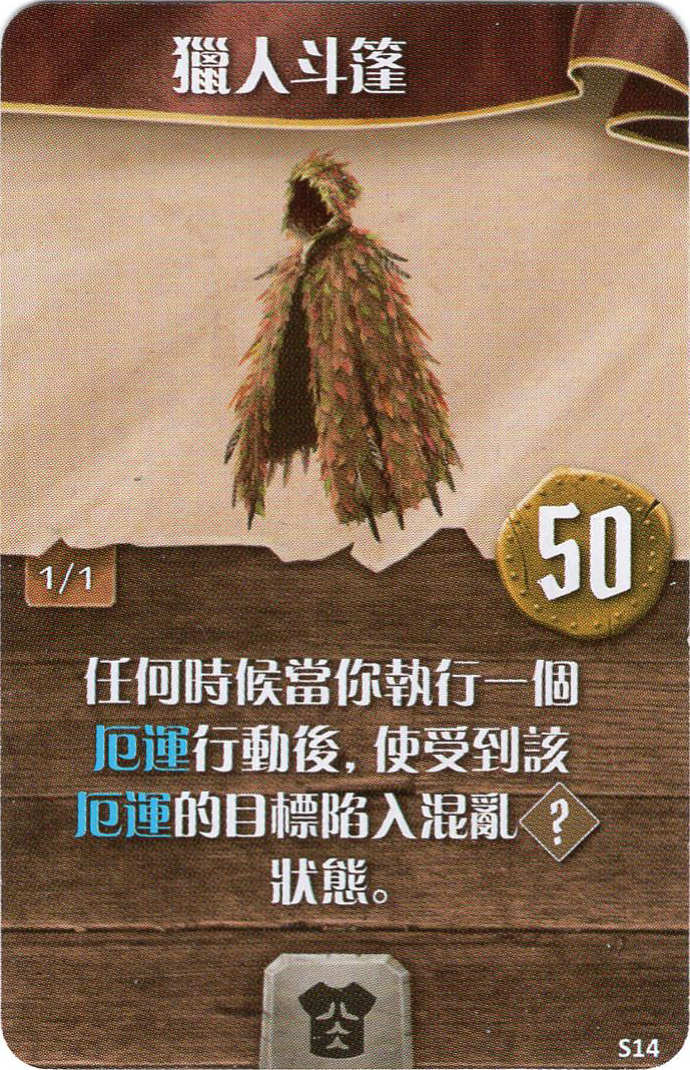 獵人斗篷
50
1/1
任何時候當你執行一個
厄運行動後, 使受到該
厄運的目標陷入混亂?
狀態。
S14